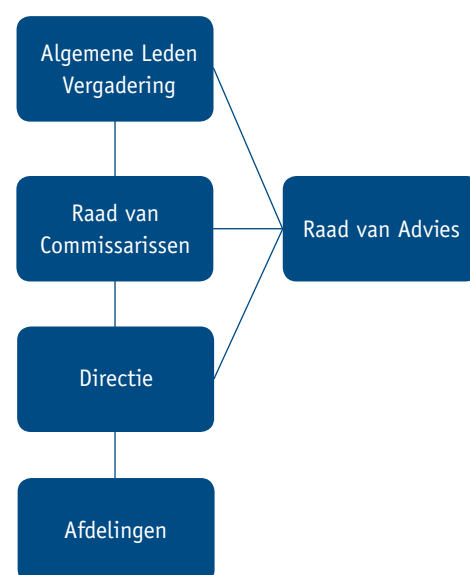 Algemene Leden
Vergadering
Raad van
Commissarissen
Raad van Advies
Directie
Afdelingen